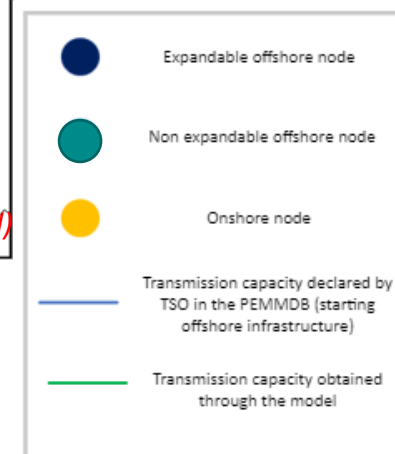 Expandable offshore node
Non expandable offshore node
)
Onshore node
Transmission capacity declared by
TSO in the PEMMDB (starting
offshore infrastructure)
Transmission capacity obtained
through the model